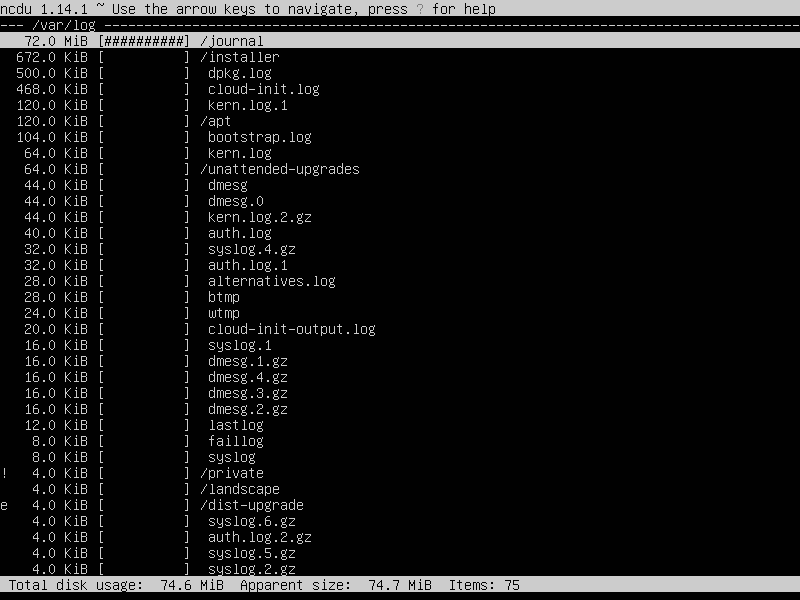 ncdu 1.14.1 ~ Use the arrow keys to navigate, press ? for help
--- /var/log ---------------------------------------------------------------------------------------
   72.0 MiB [##########] /journal
  672.0 KiB [          ] /installer
  500.0 KiB [          ]  dpkg.log
  468.0 KiB [          ]  cloud-init.log
  120.0 KiB [          ]  kern.log.1
  120.0 KiB [          ] /apt
  104.0 KiB [          ]  bootstrap.log
   64.0 KiB [          ]  kern.log
   64.0 KiB [          ] /unattended-upgrades
   44.0 KiB [          ]  dmesg
   44.0 KiB [          ]  dmesg.0
   44.0 KiB [          ]  kern.log.2.gz
   40.0 KiB [          ]  auth.log
   32.0 KiB [          ]  syslog.4.gz
   32.0 KiB [          ]  auth.log.1
   28.0 KiB [          ]  alternatives.log
   28.0 KiB [          ]  btmp
   24.0 KiB [          ]  wtmp
   20.0 KiB [          ]  cloud-init-output.log
   16.0 KiB [          ]  syslog.1
   16.0 KiB [          ]  dmesg.1.gz
   16.0 KiB [          ]  dmesg.4.gz
   16.0 KiB [          ]  dmesg.3.gz
   16.0 KiB [          ]  dmesg.2.gz
   12.0 KiB [          ]  lastlog
    8.0 KiB [          ]  faillog
    8.0 KiB [          ]  syslog
!   4.0 KiB [          ] /private
    4.0 KiB [          ] /landscape
e   4.0 KiB [          ] /dist-upgrade
    4.0 KiB [          ]  syslog.6.gz
    4.0 KiB [          ]  auth.log.2.gz
    4.0 KiB [          ]  syslog.5.gz
    4.0 KiB [          ]  syslog.2.gz
 Total disk usage:  74.6 MiB  Apparent size:  74.7 MiB  Items: 75